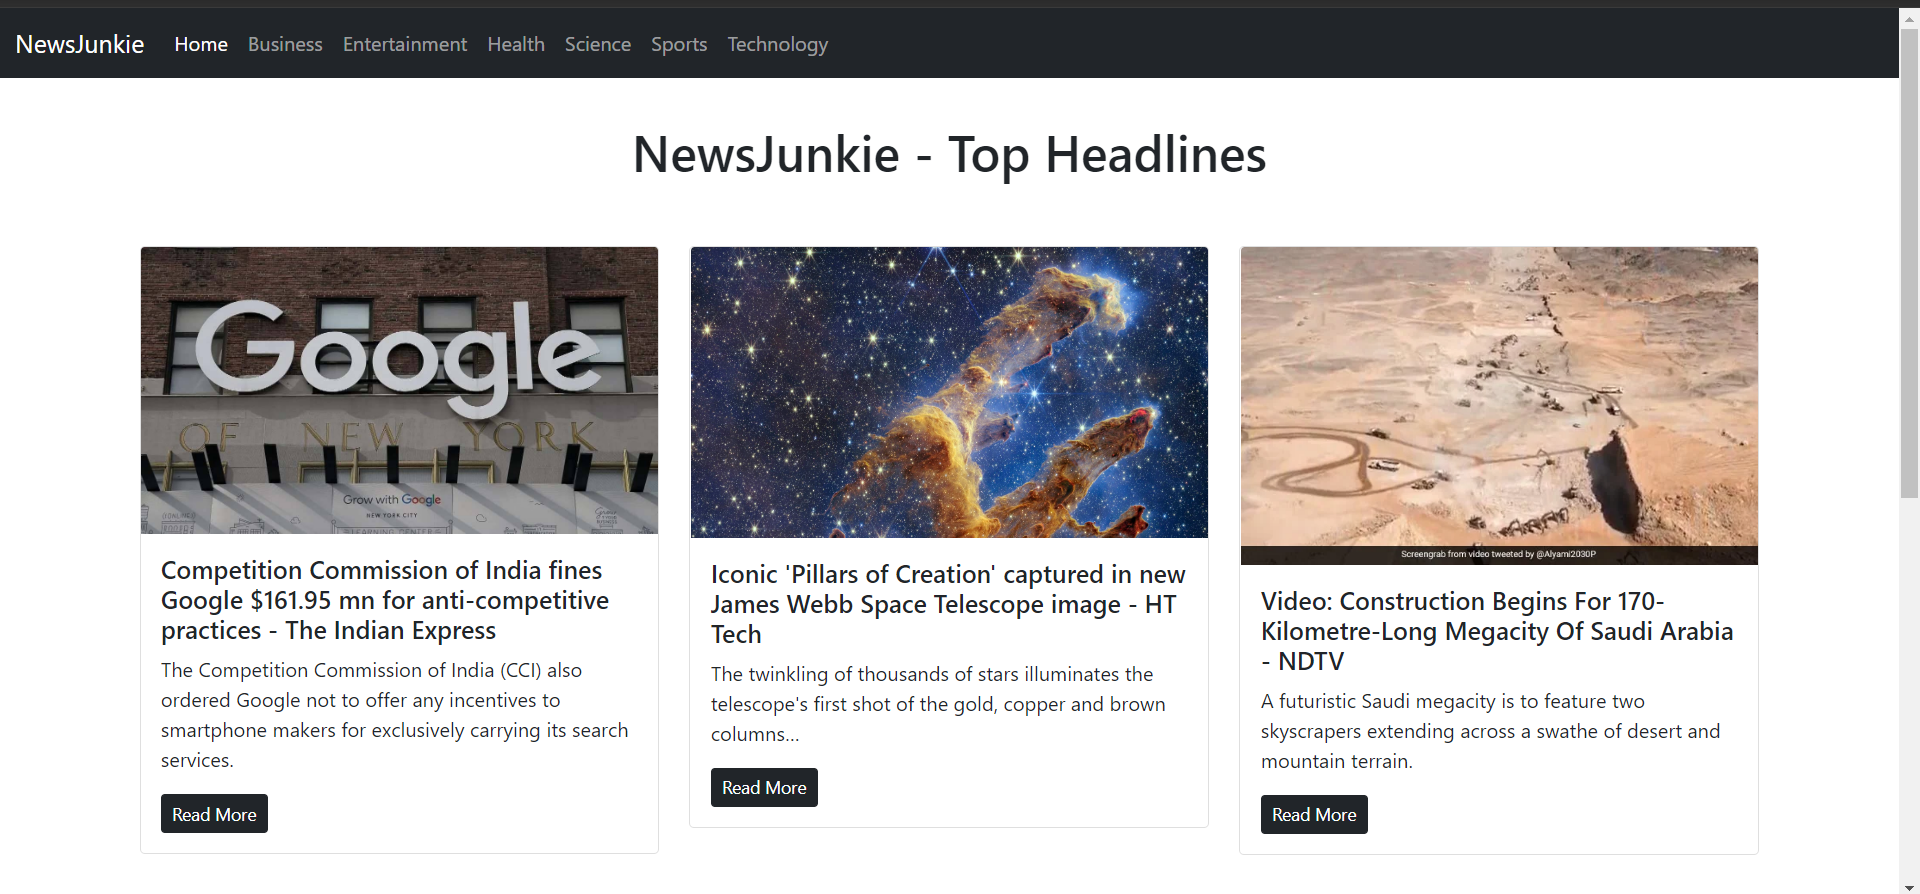 NewsJunkie Home Business Entertainment Health Science Sports Technology
NewsJunkie - Top Headlines
Google
OF NEW YORK
Grow with Google
NEW YORK CITY
LEARNING CENTER
Competition Commission of India fines
Google $161.95 mn for anti-competitive
practices - The Indian Express
The Competition Commission of India (CCI) also
ordered Google not to offer any incentives to
smartphone makers for exclusively carrying its search
services.
Read More
Iconic 'Pillars of Creation' captured in new
James Webb Space Telescope image - HT
Tech
The twinkling of thousands of stars illuminates the
telescope's first shot of the gold, copper and brown
columns...
Read More
Screengrab from video tweeted by @Alyami2030P
Video: Construction Begins For 170-
Kilometre-Long Megacity Of Saudi Arabia
- NDTV
A futuristic Saudi megacity is to feature two
skyscrapers extending across a swathe of desert and
mountain terrain.
Read More